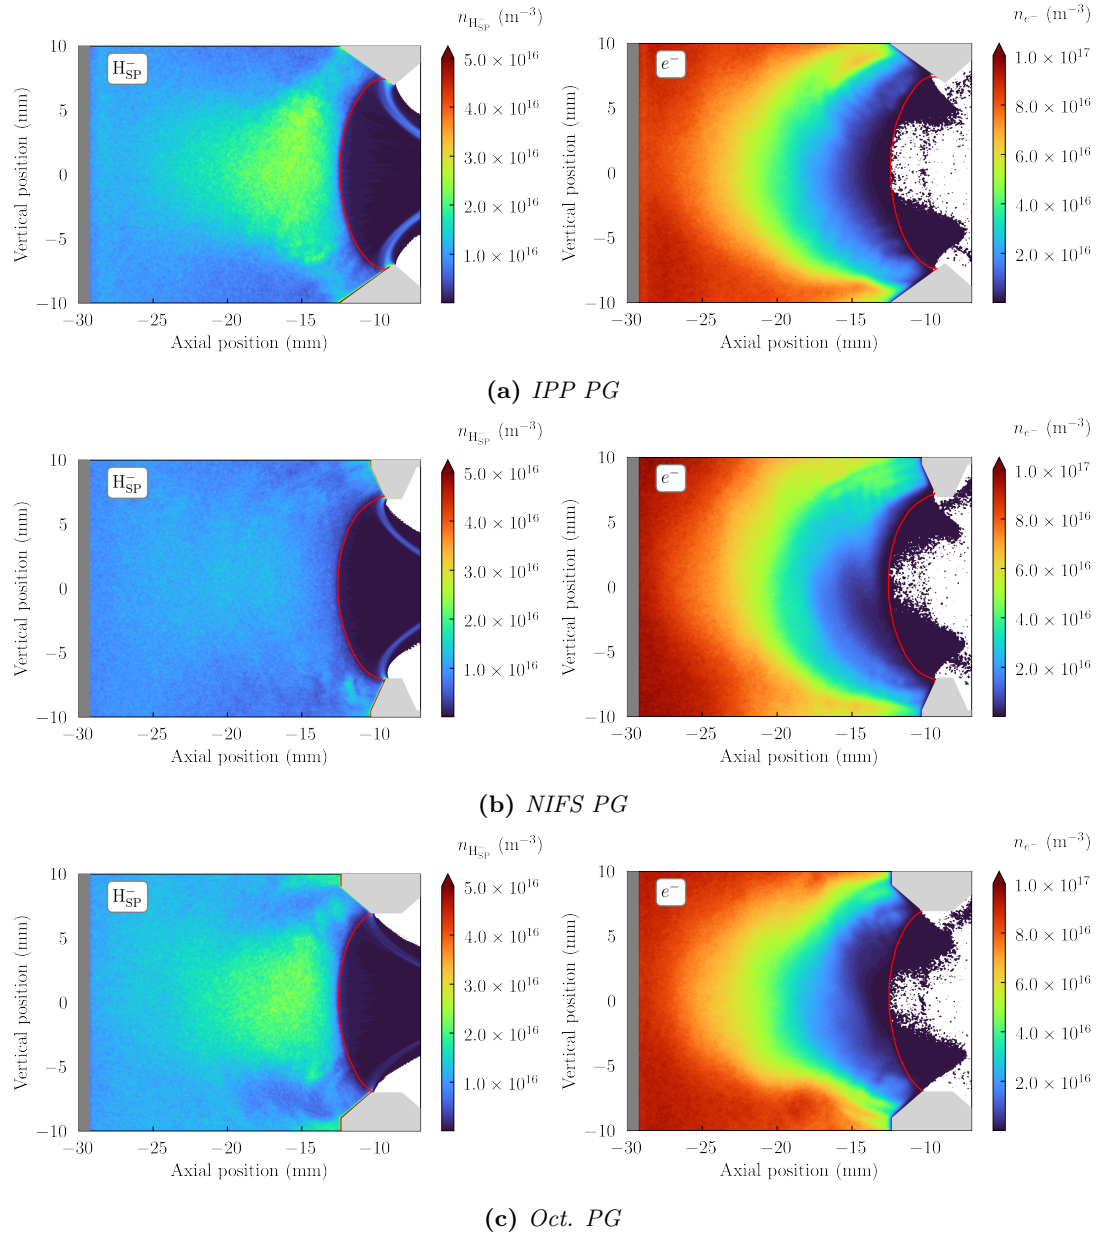 n_{H_{SP}^-} (m^{-3})
n_{e^-} (m^{-3})
H_{SP}^-
e^-
10
5
0
−5
−10
Vertical position (mm)
−30 −25 −20 −15 −10
Axial position (mm)
5.0 × 10^{16}
4.0 × 10^{16}
3.0 × 10^{16}
2.0 × 10^{16}
1.0 × 10^{16}
10
5
0
−5
−10
Vertical position (mm)
−30 −25 −20 −15 −10
Axial position (mm)
1.0 × 10^{17}
8.0 × 10^{16}
6.0 × 10^{16}
4.0 × 10^{16}
2.0 × 10^{16}
(a) IPP PG
n_{H_{SP}^-} (m^{-3})
n_{e^-} (m^{-3})
H_{SP}^-
e^-
10
5
0
−5
−10
Vertical position (mm)
−30 −25 −20 −15 −10
Axial position (mm)
5.0 × 10^{16}
4.0 × 10^{16}
3.0 × 10^{16}
2.0 × 10^{16}
1.0 × 10^{16}
10
5
0
−5
−10
Vertical position (mm)
−30 −25 −20 −15 −10
Axial position (mm)
1.0 × 10^{17}
8.0 × 10^{16}
6.0 × 10^{16}
4.0 × 10^{16}
2.0 × 10^{16}
(b) NIFS PG
n_{H_{SP}^-} (m^{-3})
n_{e^-} (m^{-3})
H_{SP}^-
e^-
10
5
0
−5
−10
Vertical position (mm)
−30 −25 −20 −15 −10
Axial position (mm)
5.0 × 10^{16}
4.0 × 10^{16}
3.0 × 10^{16}
2.0 × 10^{16}
1.0 × 10^{16}
10
5
0
−5
−10
Vertical position (mm)
−30 −25 −20 −15 −10
Axial position (mm)
1.0 × 10^{17}
8.0 × 10^{16}
6.0 × 10^{16}
4.0 × 10^{16}
2.0 × 10^{16}
(c) Oct. PG